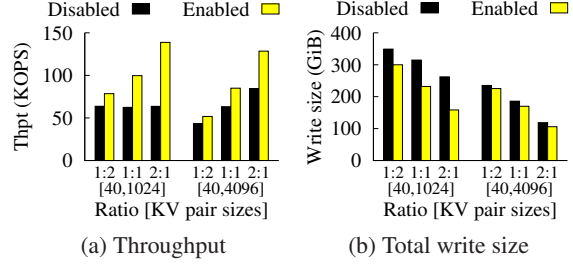 Disabled Enabled Disabled Enabled
Thpt (KOPS)
150
100
50
0
1:2 1:1 2:1 1:2 1:1 2:1
[40,1024] [40,4096]
Ratio [KV pair sizes]
(a) Throughput
Write size (GiB)
400
300
200
100
0
1:2 1:1 2:1 1:2 1:1 2:1
[40,1024] [40,4096]
Ratio [KV pair sizes]
(b) Total write size